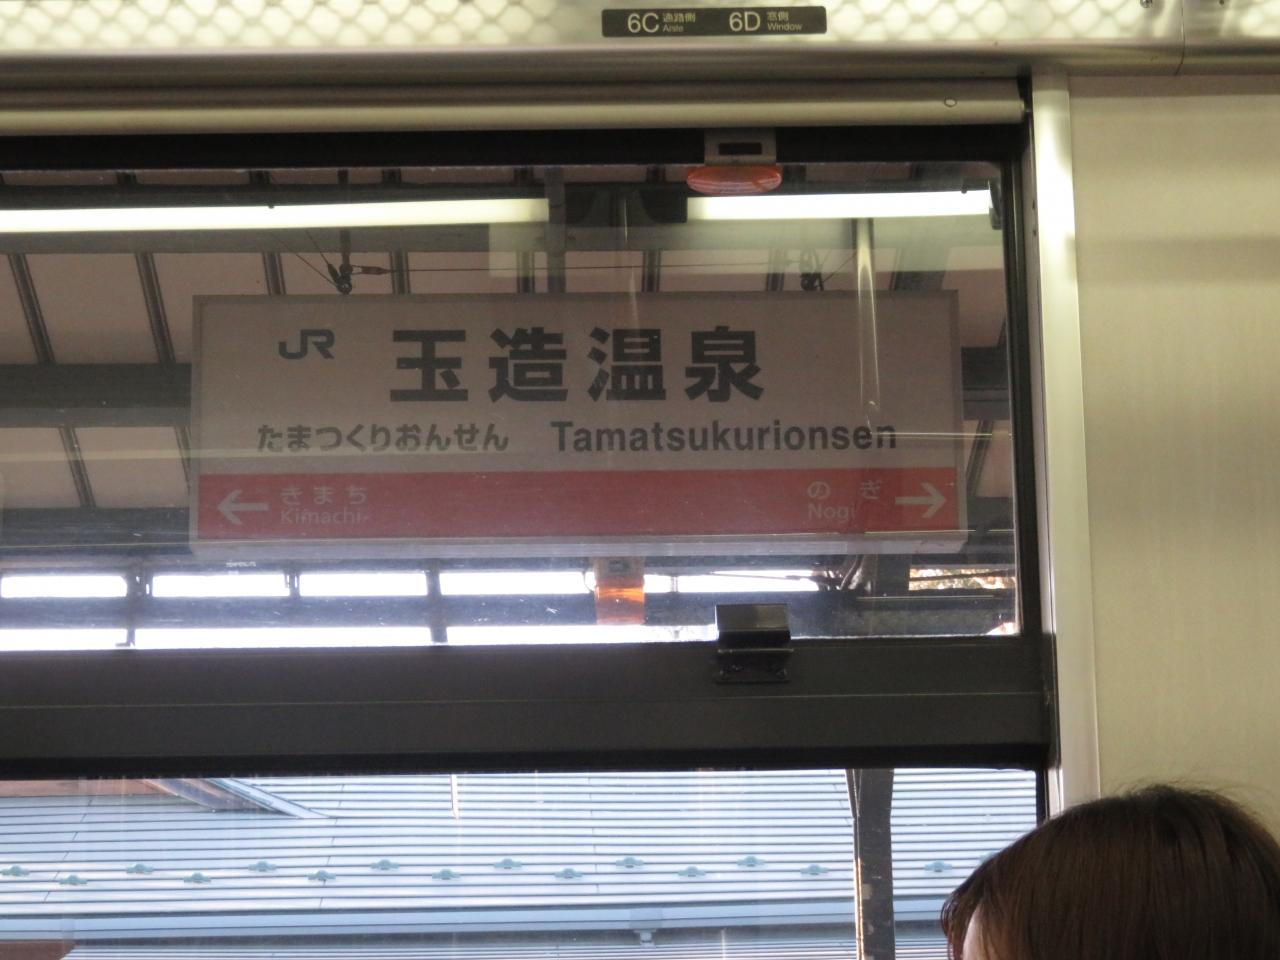 6C 通路側 Aisle 6D 窓側 Window
JR 玉造温泉
たまつくりおんせん Tamatsukurionsen
← きまち Kimachi のぎ Nogi →